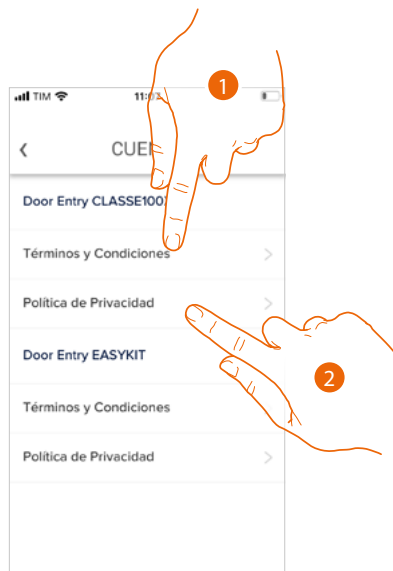 1
TIM
CUE
Door Entry CLASSE100
Términos y Condiciones
Política de Privacidad
Door Entry EASYKIT
2
Términos y Condiciones
Política de Privacidad